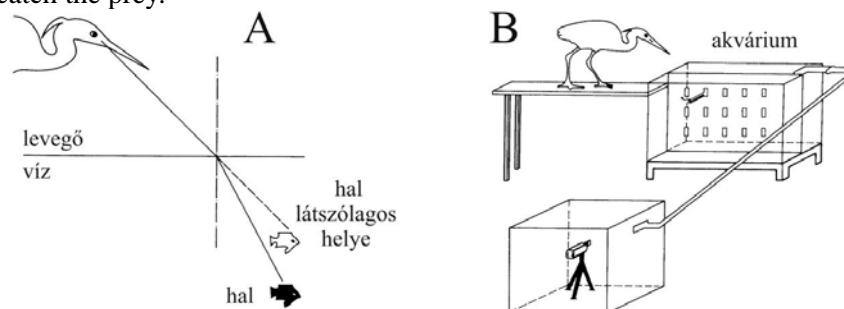 catch the prey.
A
levegő
víz
hal
látszólagos
helye
hal
B
akvárium